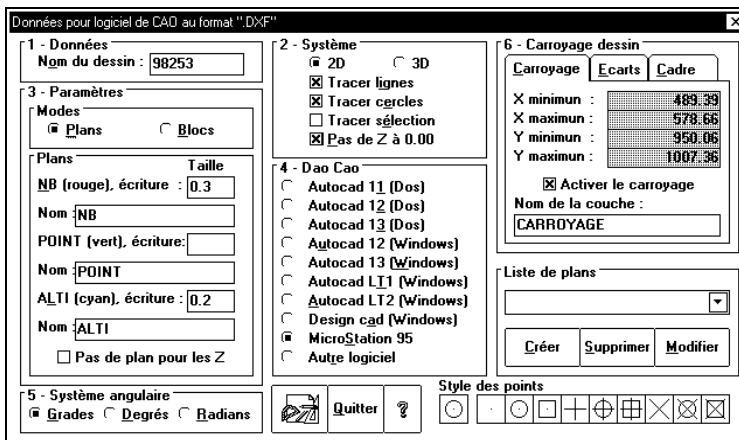 Données pour logiciel de CAO au format ".DXF"
1 - Données
Nom du dessin : 98253
3 - Paramètres
Modes
Plans
Blocs
Plans
Taille
NB (rouge), écriture : 0.3
Nom : NB
POINT (vert), écriture:
Nom : POINT
ALTI (cyan), écriture : 0.2
Nom : ALTI
Pas de plan pour les Z
5 - Système angulaire
Grades
Degrés
Radians
2 - Système
2D
3D
Tracer lignes
Tracer cercles
Tracer sélection
Pas de Z à 0.00
4 - Dao Cao
Autocad 11 (Dos)
Autocad 12 (Dos)
Autocad 13 (Dos)
Autocad 12 (Windows)
Autocad 13 (Windows)
Autocad LT1 (Windows)
Autocad LT2 (Windows)
Design cad (Windows)
MicroStation 95
Autre logiciel
Quitter
?
6 - Carroyage dessin
Carroyage
Ecarts
Cadre
X minimun : 489.39
X maximun : 578.66
Y minimun : 950.06
Y maximun : 1007.36
Activer le carroyage
Nom de la couche :
CARROYAGE
Liste de plans
Créer
Supprimer
Modifier
Style des points